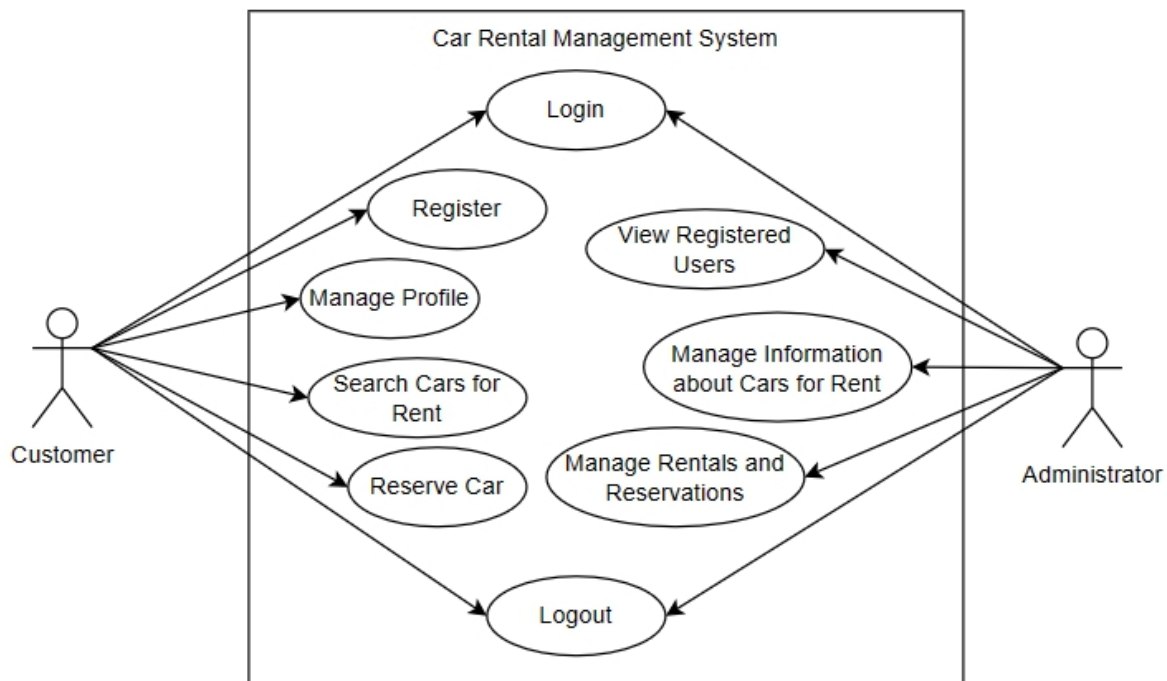 Car Rental Management System
Login
Register
View Registered
Users
Manage Profile
Manage Information
about Cars for Rent
Search Cars for
Rent
Customer
Manage Rentals and
Reservations
Administrator
Reserve Car
Logout